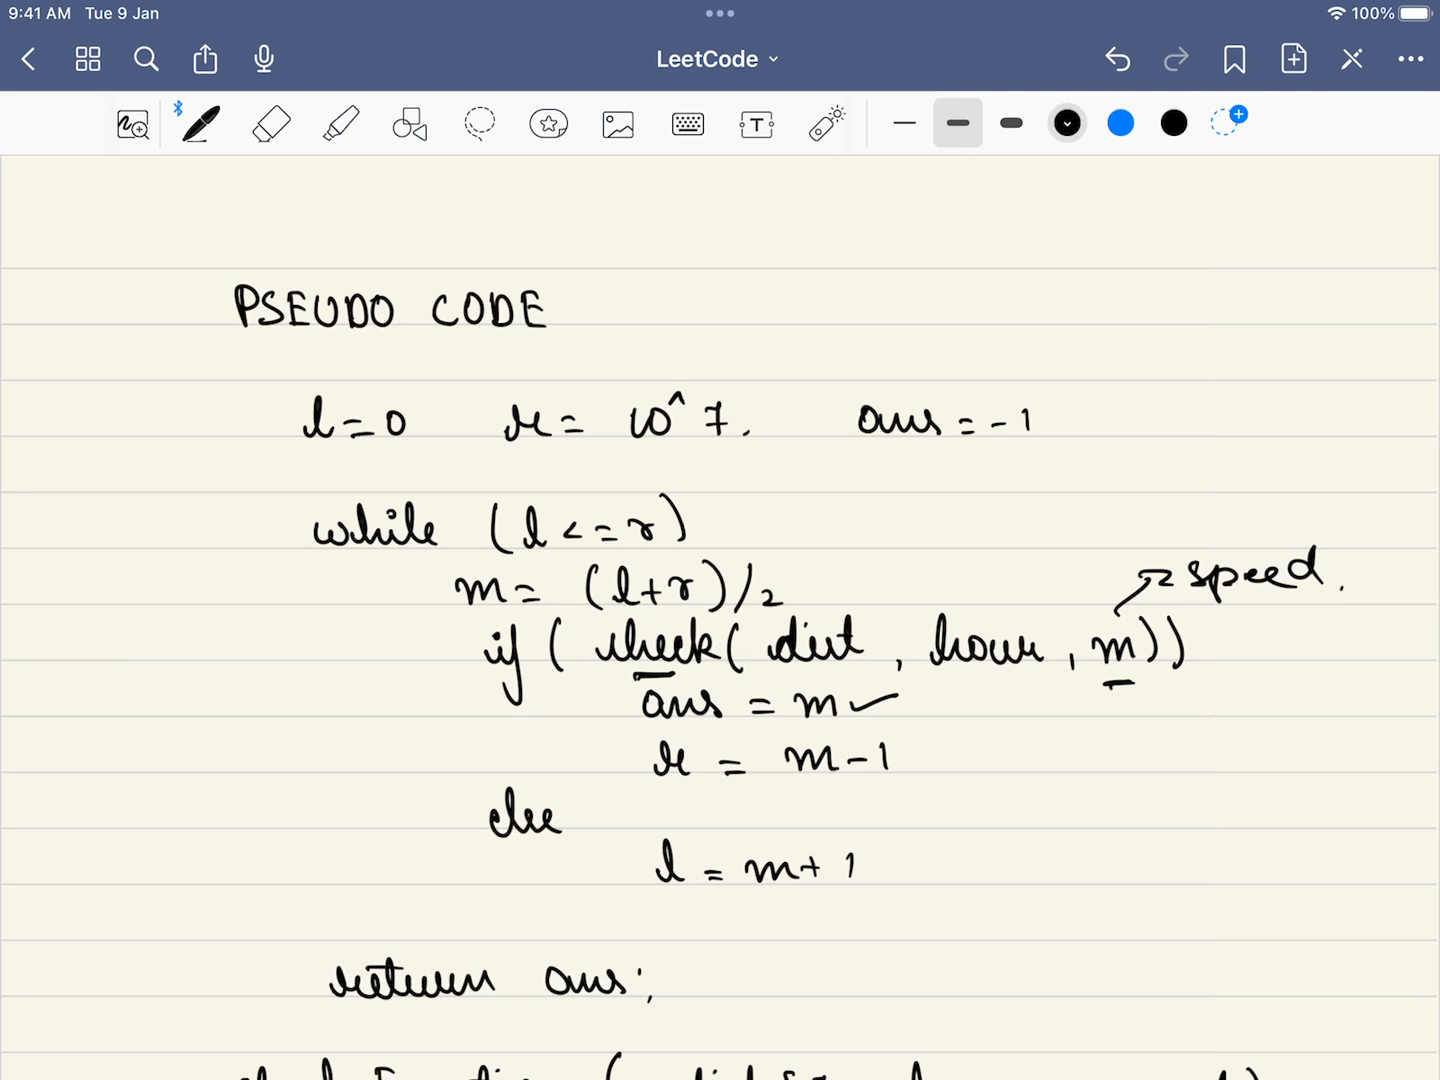 9:41 AM Tue 9 Jan 100%
LeetCode
T
PSEUDO CODE
l=0 r= 10^7. ans=-1
while (l<=r)
m= (l+r)/2
speed.
if ( check( dist , hour , m))
ans = m
r = m-1
else
l = m+1
return ans;